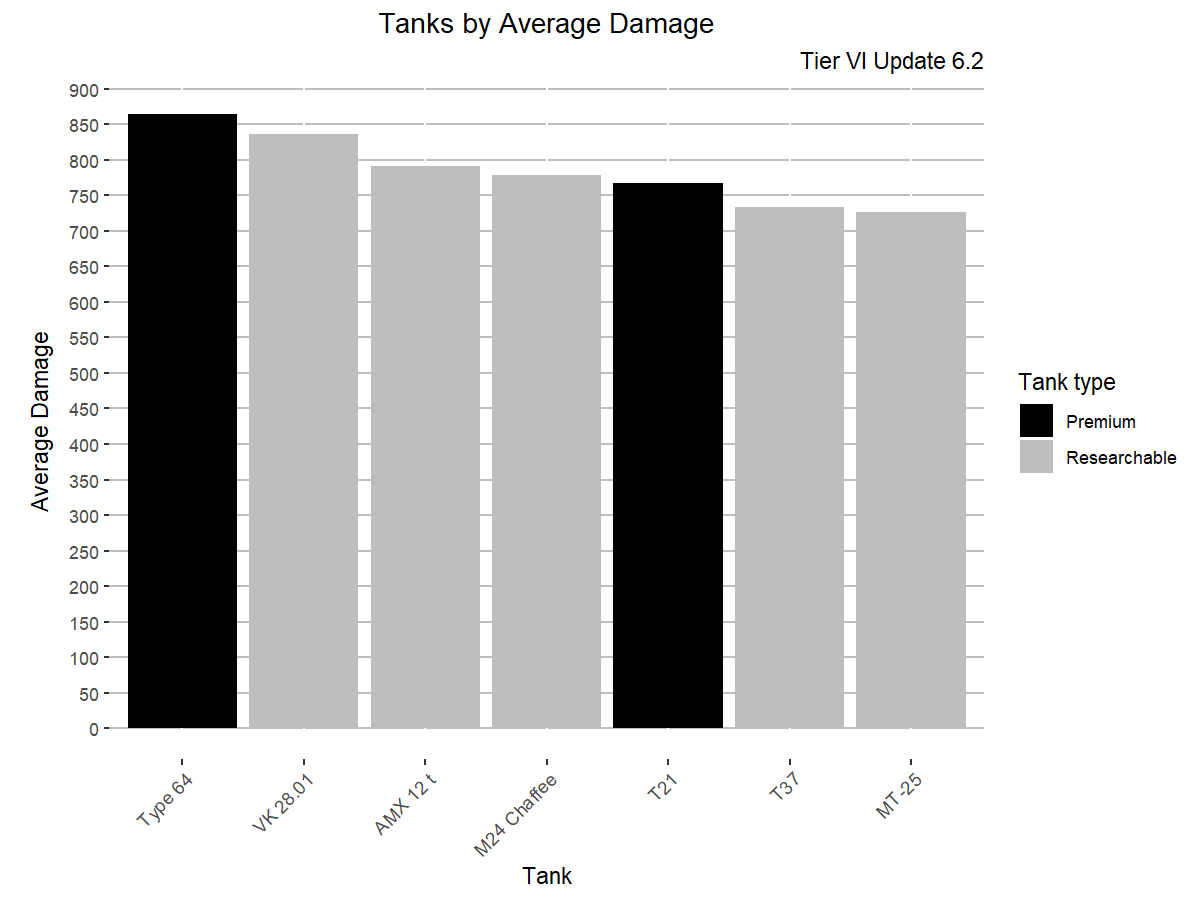 Tanks by Average Damage
Tier VI Update 6.2
Average Damage
900
850
800
750
700
650
600
550
500
450
400
350
300
250
200
150
100
50
0
Type 64
VK 28.01
AMX 12 t
M24 Chaffee
T21
T37
MT-25
Tank
Tank type
Premium
Researchable